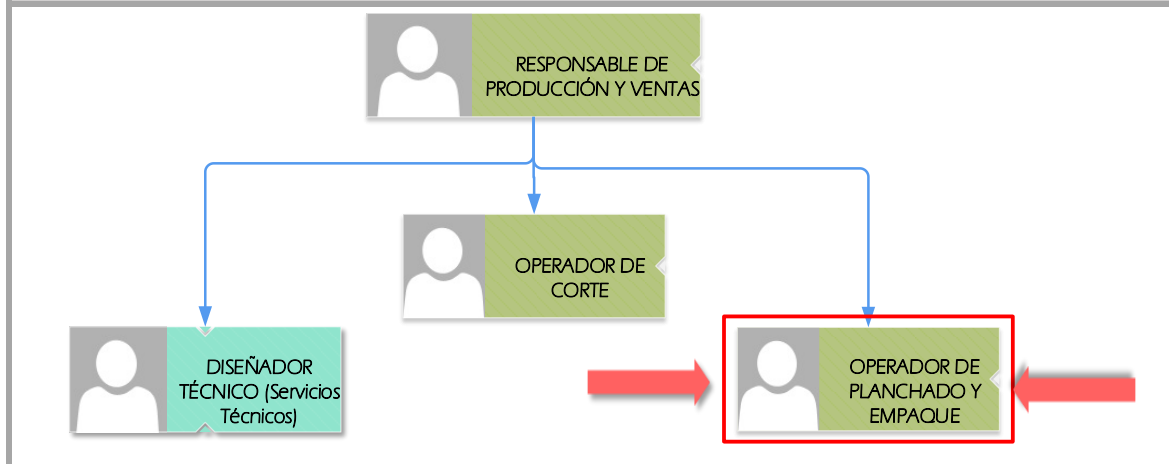 RESPONSABLE DE
PRODUCCIÓN Y VENTAS
OPERADOR DE
CORTE
DISEÑADOR
TÉCNICO (Servicios
Técnicos)
OPERADOR DE
PLANCHADO Y
EMPAQUE